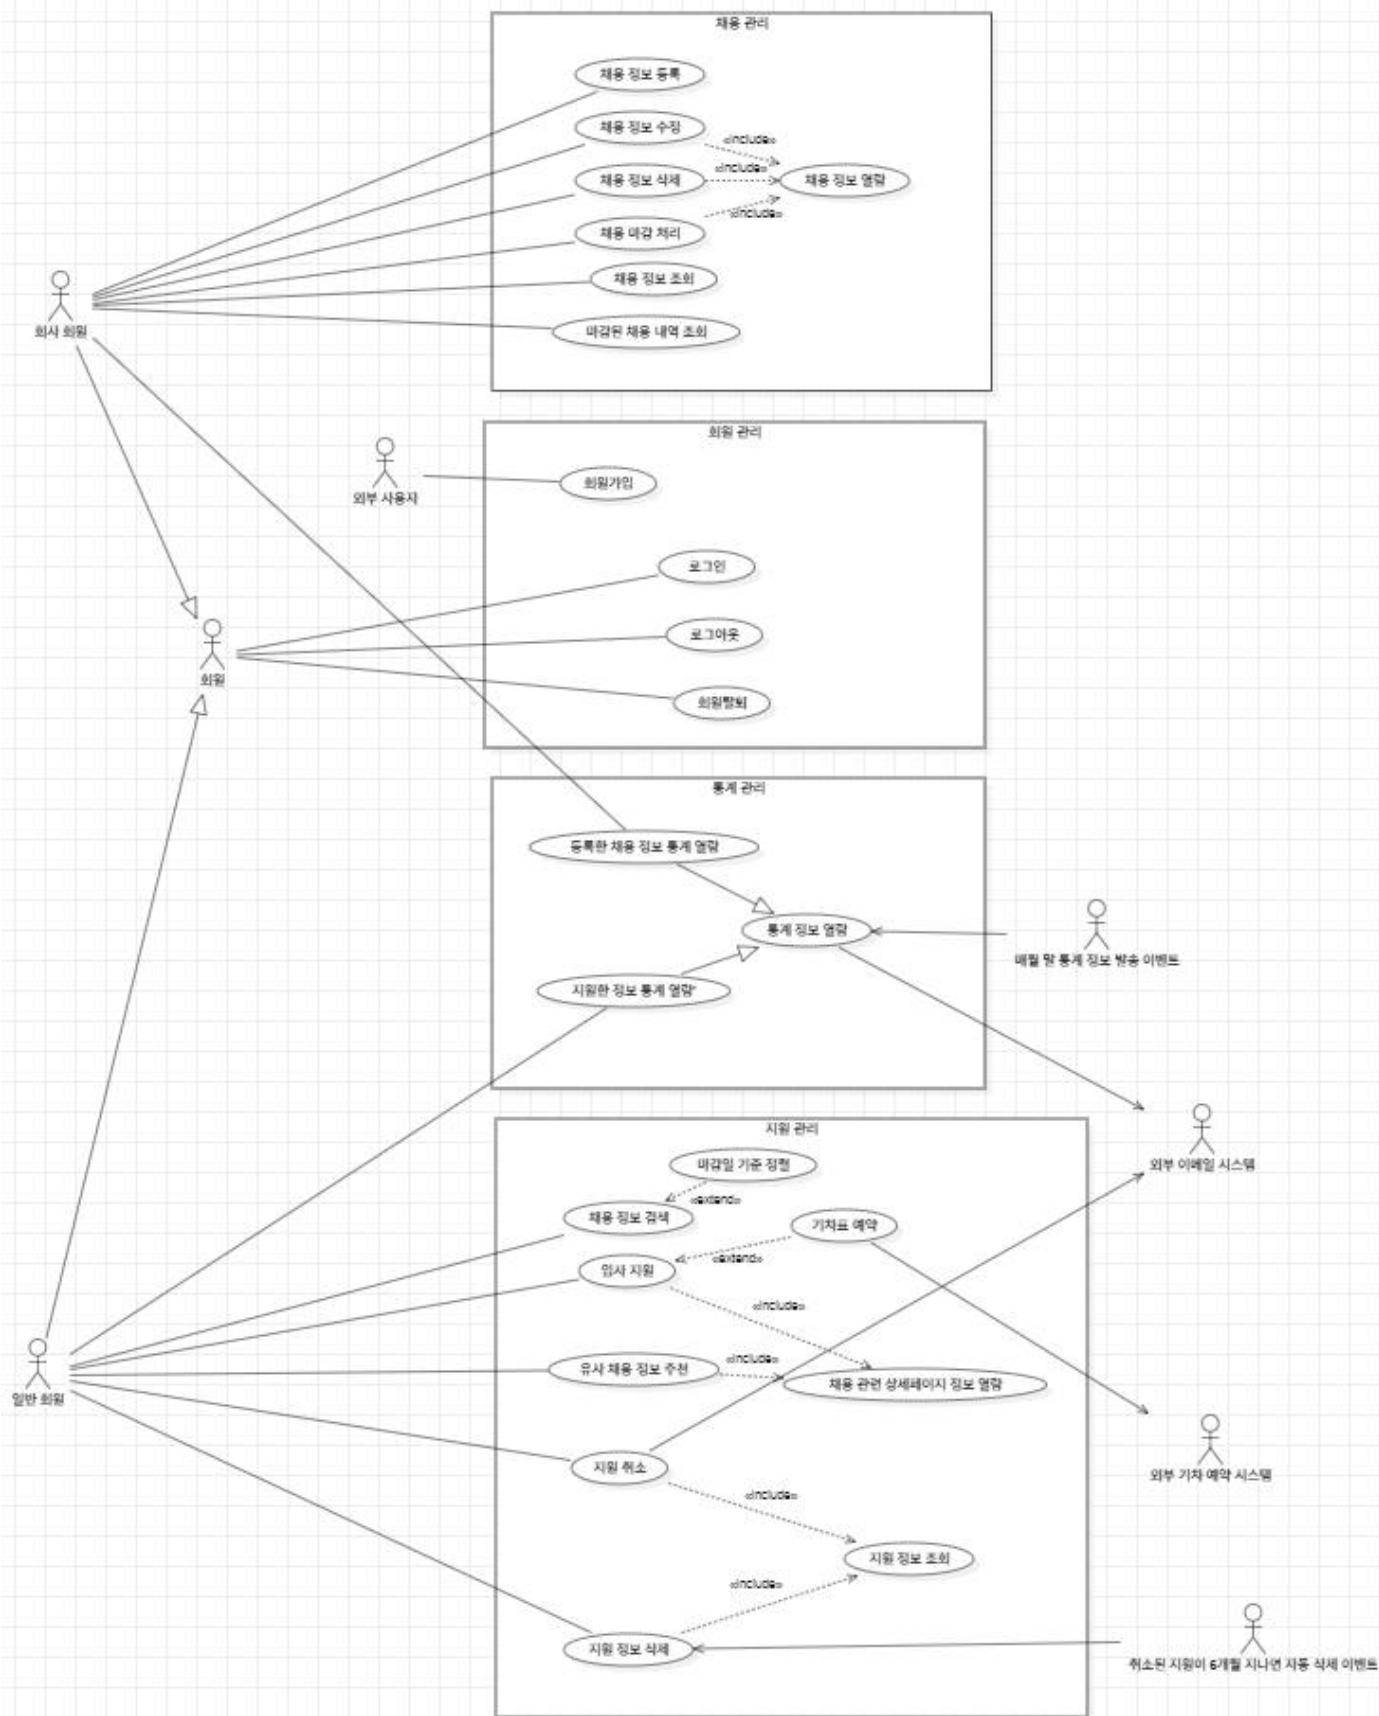 채용 관리
채용 정보 등록
채용 정보 수정
«include»
채용 정보 삭제
«include»
채용 정보 열람
«include»
채용 마감 처리
채용 정보 조회
마감된 채용 내역 조회
회사 회원
회원 관리
외부 사용자
회원가입
로그인
로그아웃
회원탈퇴
회원
통계 관리
등록한 채용 정보 통계 열람
통계 정보 열람
매월 말 통계 정보 발송 이벤트
지원한 정보 통계 열람'
지원 관리
마감일 기준 정렬
«extend»
채용 정보 검색
기차표 예약
«extend»
입사 지원
«include»
유사 채용 정보 추천
«include»
채용 관련 상세페이지 정보 열람
일반 회원
외부 이메일 시스템
지원 취소
외부 기차 예약 시스템
«include»
지원 정보 조회
«include»
지원 정보 삭제
취소된 지원이 6개월 지나면 자동 삭제 이벤트